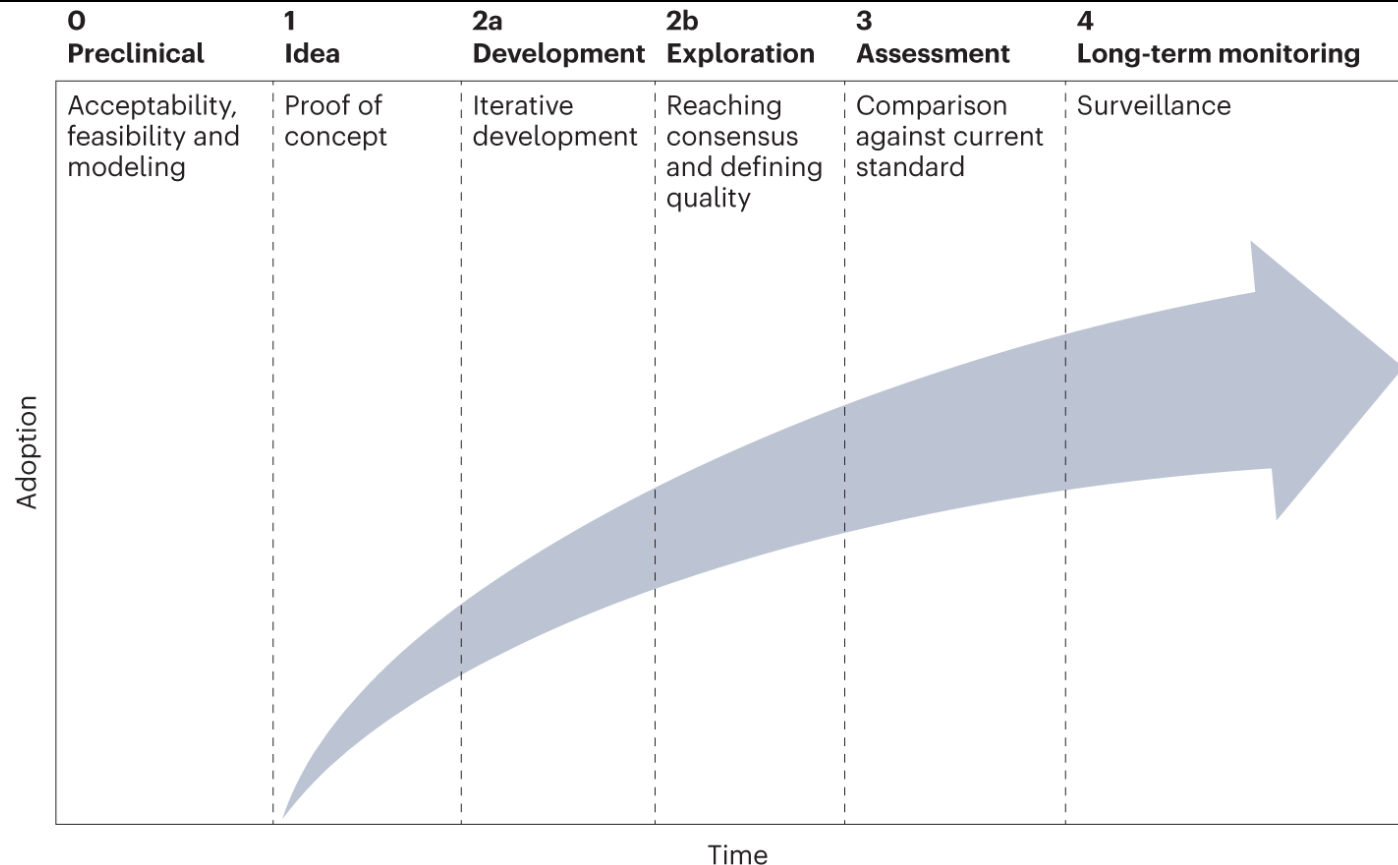 0
Preclinical
1
Idea
2a
Development
2b
Exploration
3
Assessment
4
Long-term monitoring
Acceptability,
feasibility and
modeling
Proof of
concept
Iterative
development
Reaching
consensus
and defining
quality
Comparison
against current
standard
Surveillance
Adoption
Time